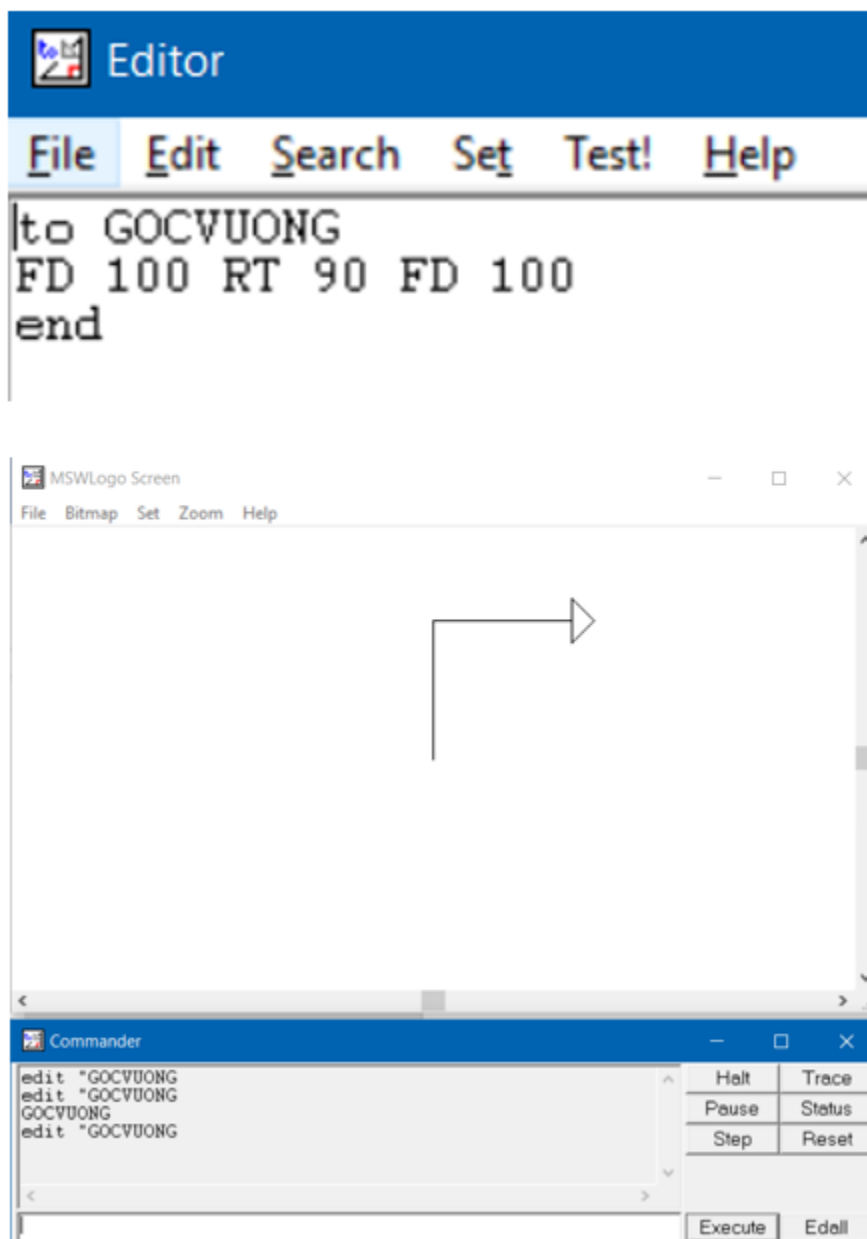 Editor
File Edit Search Set Test! Help
to GOCVUONG
FD 100 RT 90 FD 100
end
MSWLogo Screen
File Bitmap Set Zoom Help
Commander
edit "GOCVUONG
edit "GOCVUONG
GOCVUONG
edit "GOCVUONG
Halt Trace
Pause Status
Step Reset
Execute Edall